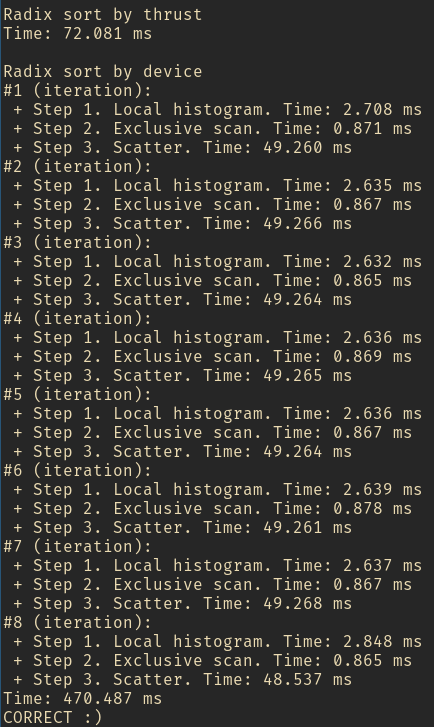 Radix sort by thrust
Time: 72.081 ms
Radix sort by device
#1 (iteration):
+ Step 1. Local histogram. Time: 2.708 ms
+ Step 2. Exclusive scan. Time: 0.871 ms
+ Step 3. Scatter. Time: 49.260 ms
#2 (iteration):
+ Step 1. Local histogram. Time: 2.635 ms
+ Step 2. Exclusive scan. Time: 0.867 ms
+ Step 3. Scatter. Time: 49.266 ms
#3 (iteration):
+ Step 1. Local histogram. Time: 2.632 ms
+ Step 2. Exclusive scan. Time: 0.865 ms
+ Step 3. Scatter. Time: 49.264 ms
#4 (iteration):
+ Step 1. Local histogram. Time: 2.636 ms
+ Step 2. Exclusive scan. Time: 0.869 ms
+ Step 3. Scatter. Time: 49.265 ms
#5 (iteration):
+ Step 1. Local histogram. Time: 2.636 ms
+ Step 2. Exclusive scan. Time: 0.867 ms
+ Step 3. Scatter. Time: 49.264 ms
#6 (iteration):
+ Step 1. Local histogram. Time: 2.639 ms
+ Step 2. Exclusive scan. Time: 0.878 ms
+ Step 3. Scatter. Time: 49.261 ms
#7 (iteration):
+ Step 1. Local histogram. Time: 2.637 ms
+ Step 2. Exclusive scan. Time: 0.867 ms
+ Step 3. Scatter. Time: 49.268 ms
#8 (iteration):
+ Step 1. Local histogram. Time: 2.848 ms
+ Step 2. Exclusive scan. Time: 0.865 ms
+ Step 3. Scatter. Time: 48.537 ms
Time: 470.487 ms
CORRECT :)